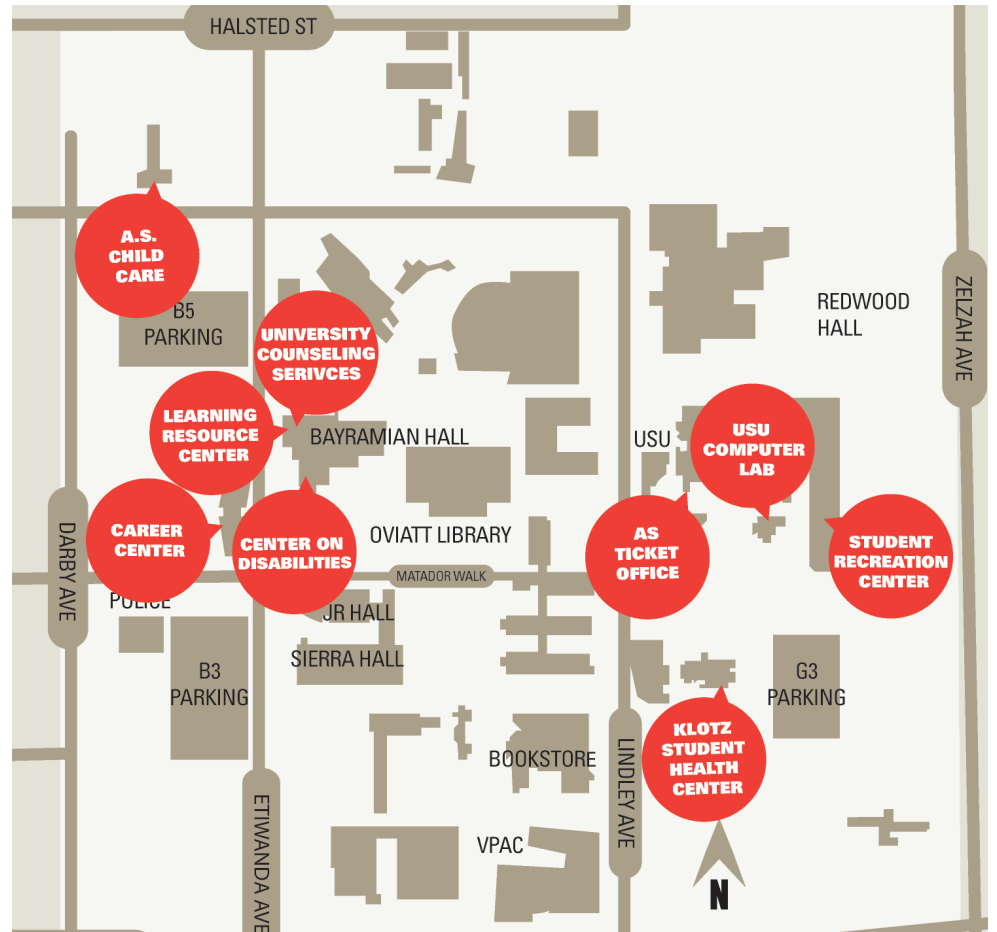 HALSTED ST
A.S.
CHILD
CARE
B5
PARKING
UNIVERSITY
COUNSELING
SERIVCES
REDWOOD
HALL
ZELZAH AVE
LEARNING
RESOURCE
CENTER
BAYRAMIAN HALL
USU
USU
COMPUTER
LAB
CAREER
CENTER
CENTER ON
DISABILITIES
OVIATT LIBRARY
AS
TICKET
OFFICE
STUDENT
RECREATION
CENTER
DARBY AVE
MATADOR WALK
POLICE
JR HALL
SIERRA HALL
B3
PARKING
G3
PARKING
KLOTZ
STUDENT
HEALTH
CENTER
BOOKSTORE
LINDLEY AVE
ETIWANDA AVE
VPAC
N